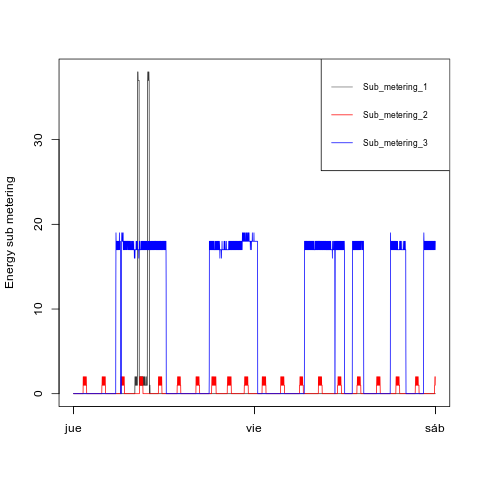 Sub_metering_1
Sub_metering_2
Sub_metering_3
Energy sub metering
30
20
10
0
jue
vie
sáb